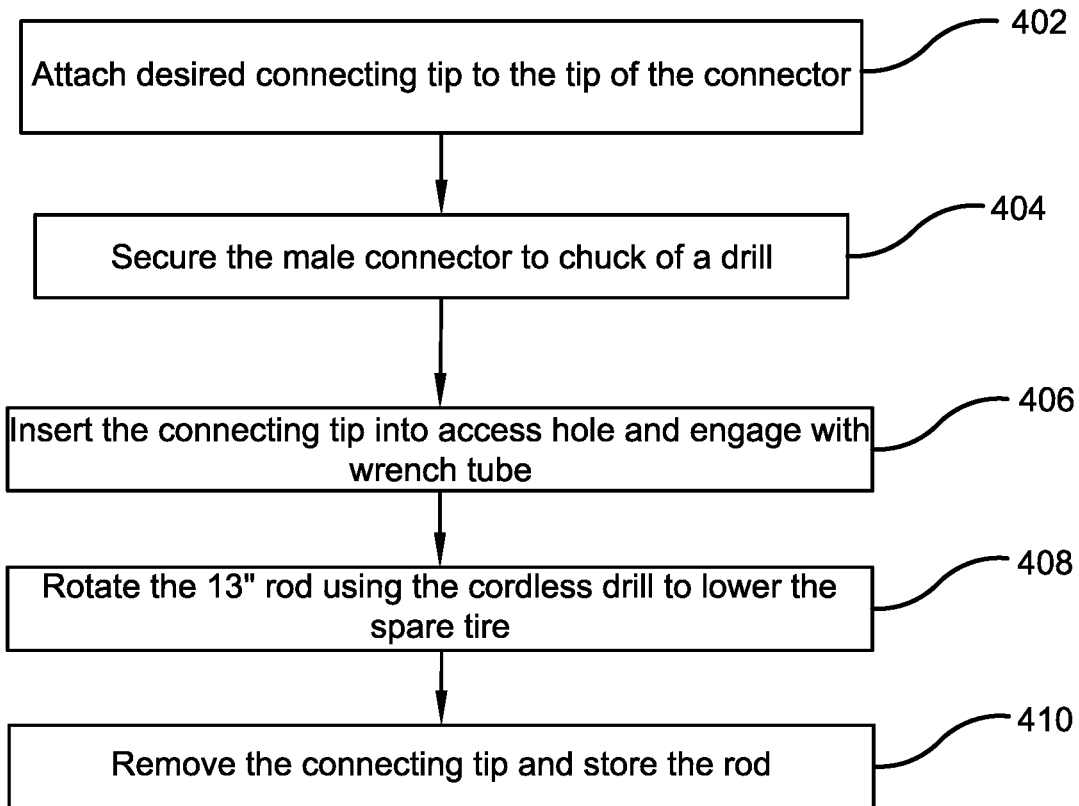 402
Attach desired connecting tip to the tip of the connector
404
Secure the male connector to chuck of a drill
406
Insert the connecting tip into access hole and engage with
wrench tube
408
Rotate the 13" rod using the cordless drill to lower the
spare tire
410
Remove the connecting tip and store the rod